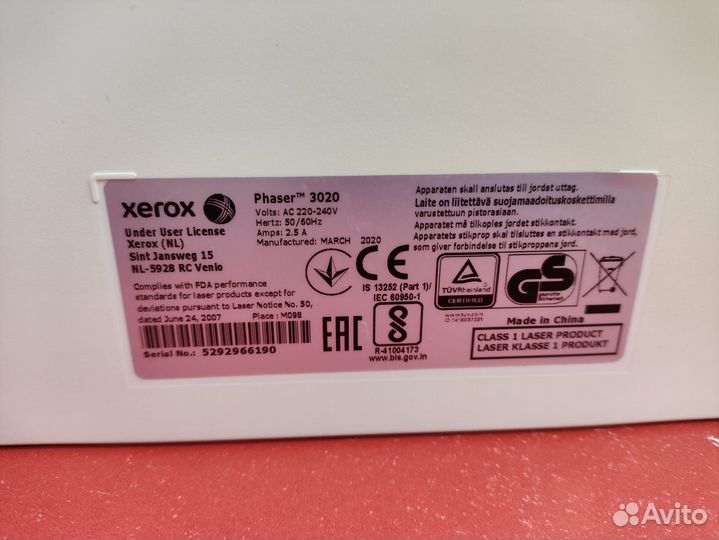 xerox
Under User License
Xerox (NL)
Sint Jansweg 15
NL-5928 RC Venlo
Complies with FDA performance
standards for laser products except for
deviations pursuant to Laser Notice No. 50,
dated June 24, 2007 Place : M098
Serial No.: 5292966190
Phaser™ 3020
Volts: AC 220-240V
Hertz: 50/60Hz
Amps: 2.5 A
Manufactured: MARCH 2020
CE
IS 13252 (Part 1)/
IEC 60950-1
EAC
R-41004173
www.bis.gov.in
Apparaten skall anslutas till jordat uttag.
Laite on liitettävä suojamaadoituskoskettimilla
varustettuun pistorasiaan.
Apparatet må tilkoples jordet stikkontakt.
Apparatets stikprop skal tilsluttes en stikkontakt med jord,
som giver forbindelse til stikproppens jord.
TÜVRheinland
CERTIFIED
www.tuv.com
ID
GS
geprüfte
Sicherheit
Made in China
CLASS 1 LASER PRODUCT
LASER KLASSE 1 PRODUKT
Avito